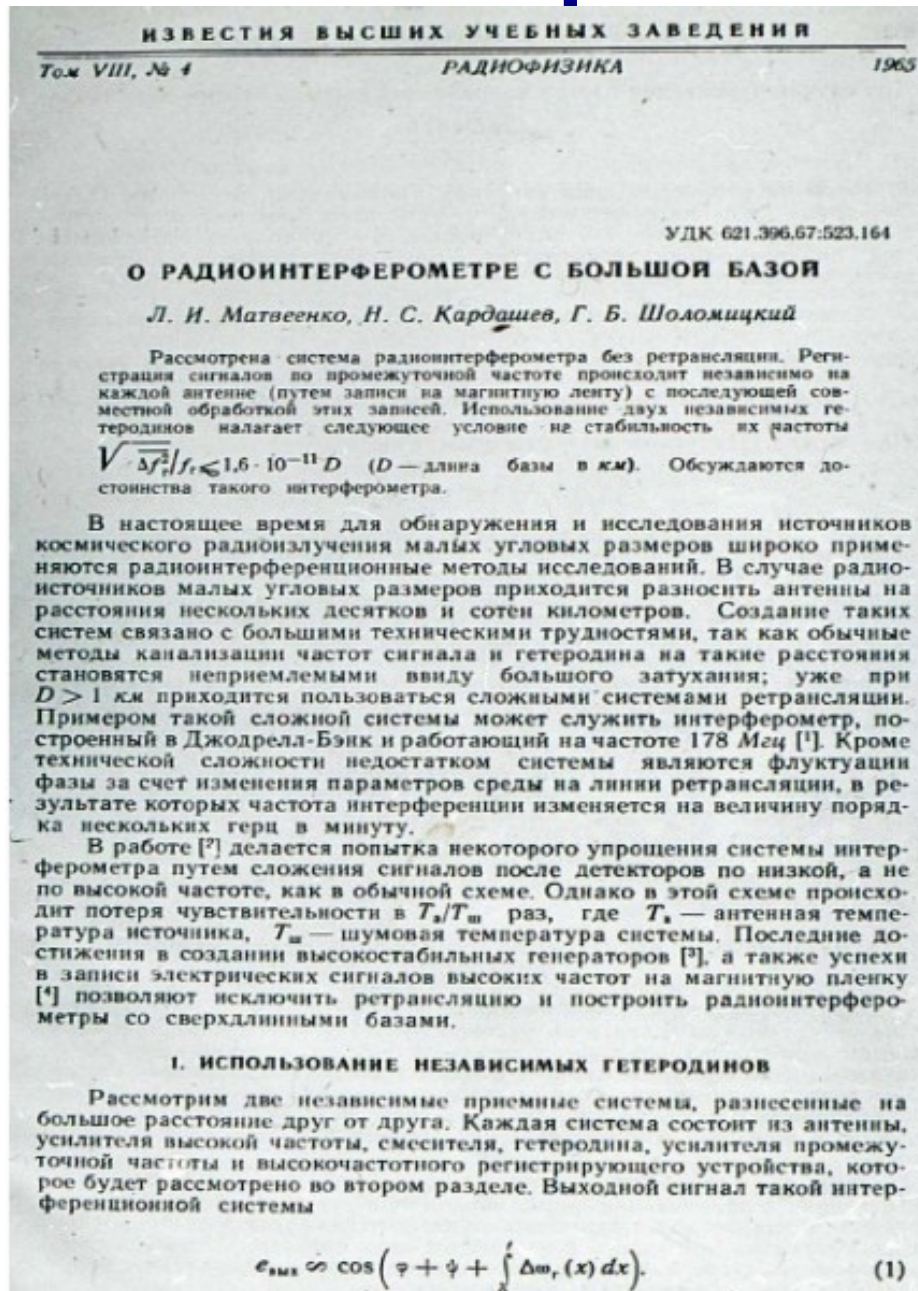 ИЗВЕСТИЯ ВЫСШИХ УЧЕБНЫХ ЗАВЕДЕНИЙ
Том VIII, № 4 РАДИОФИЗИКА 1965
УДК 621.396.67:523.164
О РАДИОИНТЕРФЕРОМЕТРЕ С БОЛЬШОЙ БАЗОЙ
Л. И. Матвеенко, Н. С. Кардашев, Г. Б. Шоломицкий
Рассмотрена система радиоинтерферометра без ретрансляции. Реги-
страция сигналов по промежуточной частоте происходит независимо на
каждой антенне (путем записи на магнитную ленту) с последующей сов-
местной обработкой этих записей. Использование двух независимых ге-
теродинов налагает следующее условие на стабильность их частоты
√Δf²г/fг ⩽ 1,6 · 10⁻¹¹ D (D — длина базы в км). Обсуждаются до-
стоинства такого интерферометра.
В настоящее время для обнаружения и исследования источников
космического радиоизлучения малых угловых размеров широко приме-
няются радиоинтерференционные методы исследований. В случае радио-
источников малых угловых размеров приходится разносить антенны на
расстояния нескольких десятков и сотен километров. Создание таких
систем связано с большими техническими трудностями, так как обычные
методы канализации частот сигнала и гетеродина на такие расстояния
становятся неприемлемыми ввиду большого затухания; уже при
D > 1 км приходится пользоваться сложными системами ретрансляции.
Примером такой сложной системы может служить интерферометр, по-
строенный в Джодрелл-Бэнк и работающий на частоте 178 Мгц [¹]. Кроме
технической сложности недостатком системы являются флуктуации
фазы за счет изменения параметров среды на линии ретрансляции, в ре-
зультате которых частота интерференции изменяется на величину поряд-
ка нескольких герц в минуту.
В работе [²] делается попытка некоторого упрощения системы интер-
ферометра путем сложения сигналов после детекторов по низкой, а не
по высокой частоте, как в обычной схеме. Однако в этой схеме происхо-
дит потеря чувствительности в Tа/Tш раз, где Tа — антенная темпе-
ратура источника, Tш — шумовая температура системы. Последние до-
стижения в создании высокостабильных генераторов [³], а также успехи
в записи электрических сигналов высоких частот на магнитную пленку
[⁴] позволяют исключить ретрансляцию и построить радиоинтерферо-
метры со сверхдлинными базами.
1. ИСПОЛЬЗОВАНИЕ НЕЗАВИСИМЫХ ГЕТЕРОДИНОВ
Рассмотрим две независимые приемные системы, разнесенные на
большое расстояние друг от друга. Каждая система состоит из антенны,
усилителя высокой частоты, смесителя, гетеродина, усилителя промежу-
точной частоты и высокочастотного регистрирующего устройства, кото-
рое будет рассмотрено во втором разделе. Выходной сигнал такой интер-
ференционной системы
eвых ∾ cos(φ + ψ + ∫ Δωг (x) dx). (1)